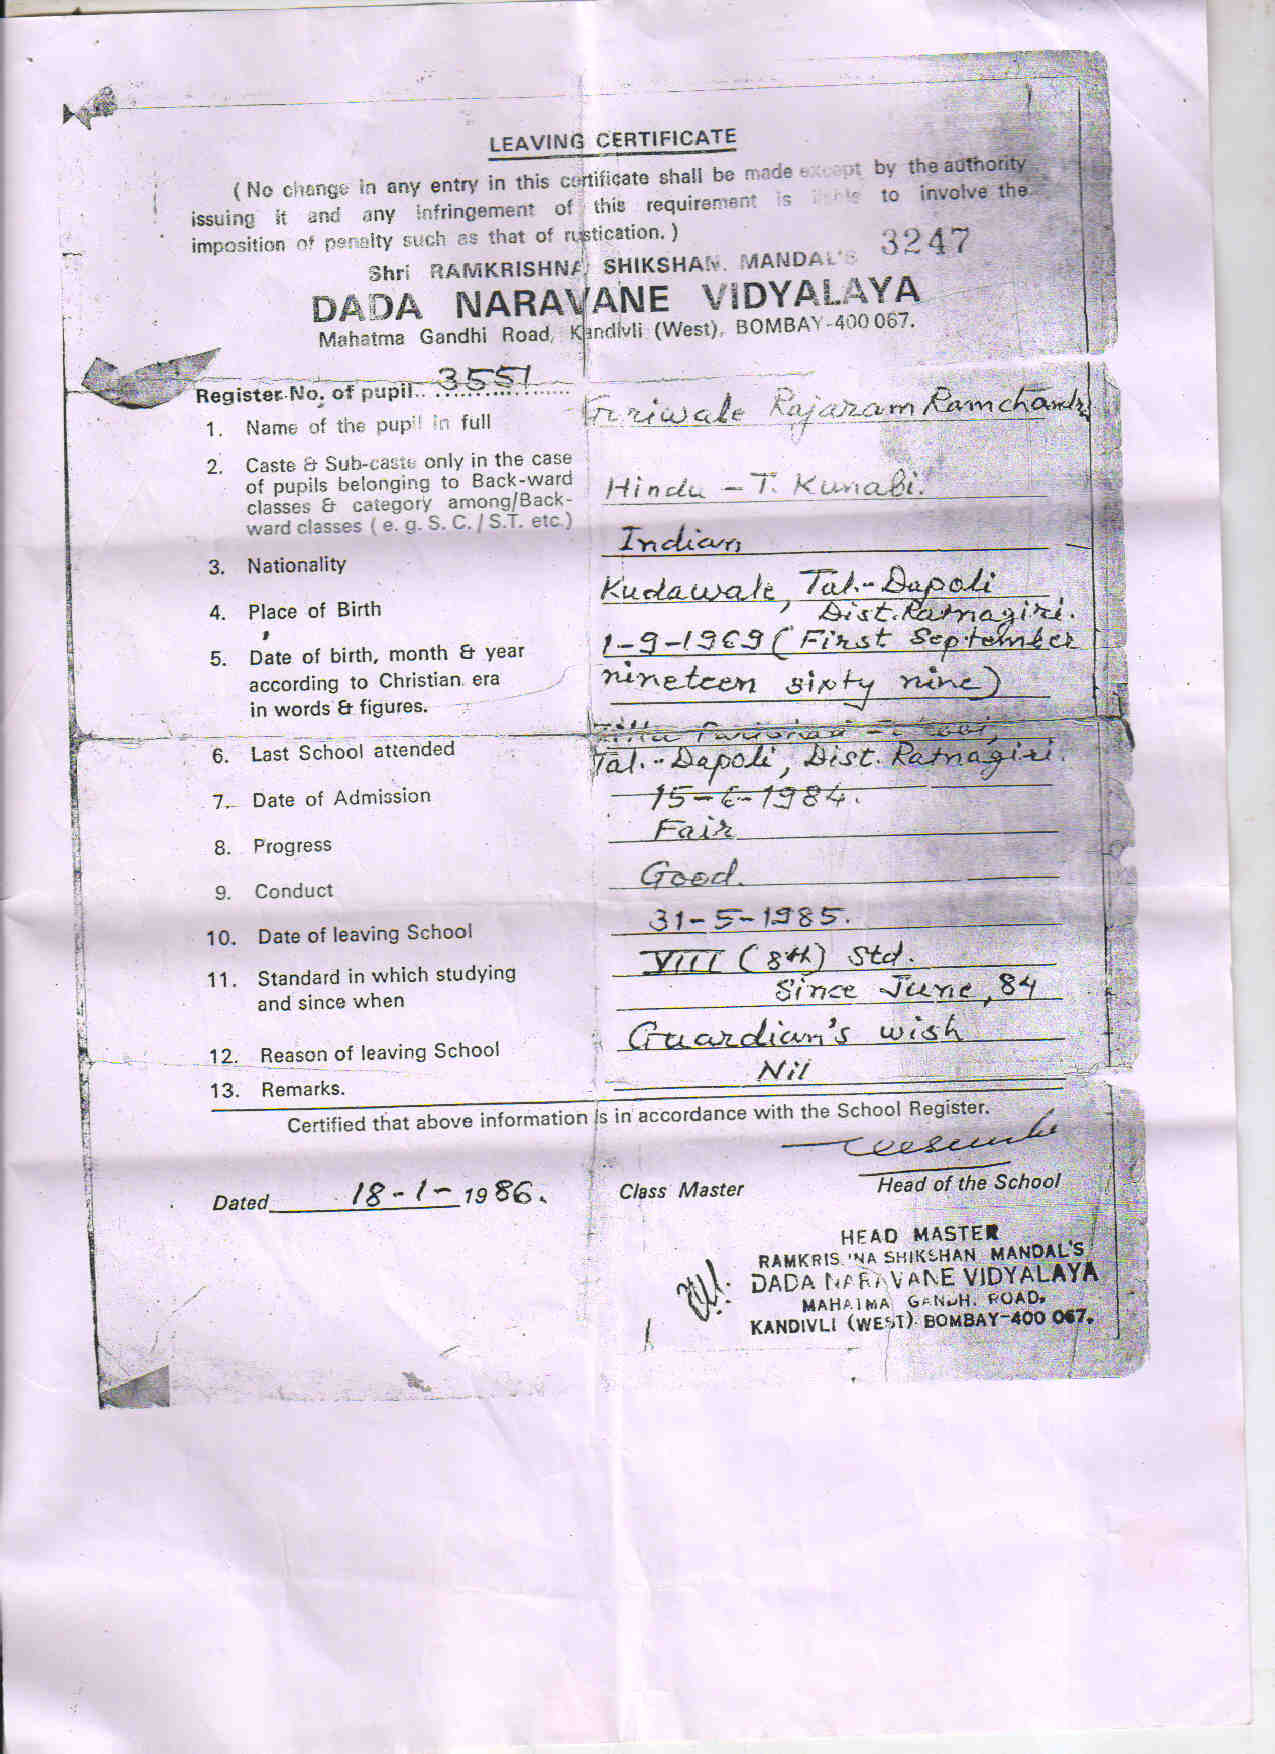 LEAVING CERTIFICATE
( No change in any entry in this certificate shall be made except by the authority
issuing it and any infringement of this requirement is liable to involve the
imposition of penalty such as that of rustication. )
3247
Shri RAMKRISHNA SHIKSHAN MANDAL'S
DADA NARAVANE VIDYALAYA
Mahatma Gandhi Road, Kandivli (West), BOMBAY-400 067.
Register No. of pupil 3551
1. Name of the pupil in full Rajaram Ramchandra
2. Caste & Sub-caste only in the case
of pupils belonging to Back-ward
classes & category among/Back-
ward classes ( e. g. S. C. / S.T. etc.)
Hindu - T. Kunabi.
3. Nationality Indian
4. Place of Birth Kudawale, Tal.- Dapoli
Dist. Ratnagiri.
5. Date of birth, month & year
according to Christian era
in words & figures.
1-9-1969 ( First September
nineteen sixty nine)
6. Last School attended
Tal.- Dapoli, Dist. Ratnagiri.
7. Date of Admission 15-6-1984.
8. Progress Fair
9. Conduct Good.
10. Date of leaving School 31-5-1985.
11. Standard in which studying
and since when
VIII (8th) Std.
Since June, 84
12. Reason of leaving School Guardian's wish
13. Remarks. Nil
Certified that above information is in accordance with the School Register.
Dated 18-1-1986. Class Master Head of the School
HEAD MASTER
RAMKRIS NA SHIKSHAN MANDAL'S
DADA NARAVANE VIDYALAYA
MAHATMA GANDH. ROAD.
KANDIVLI (WEST) BOMBAY-400 067.